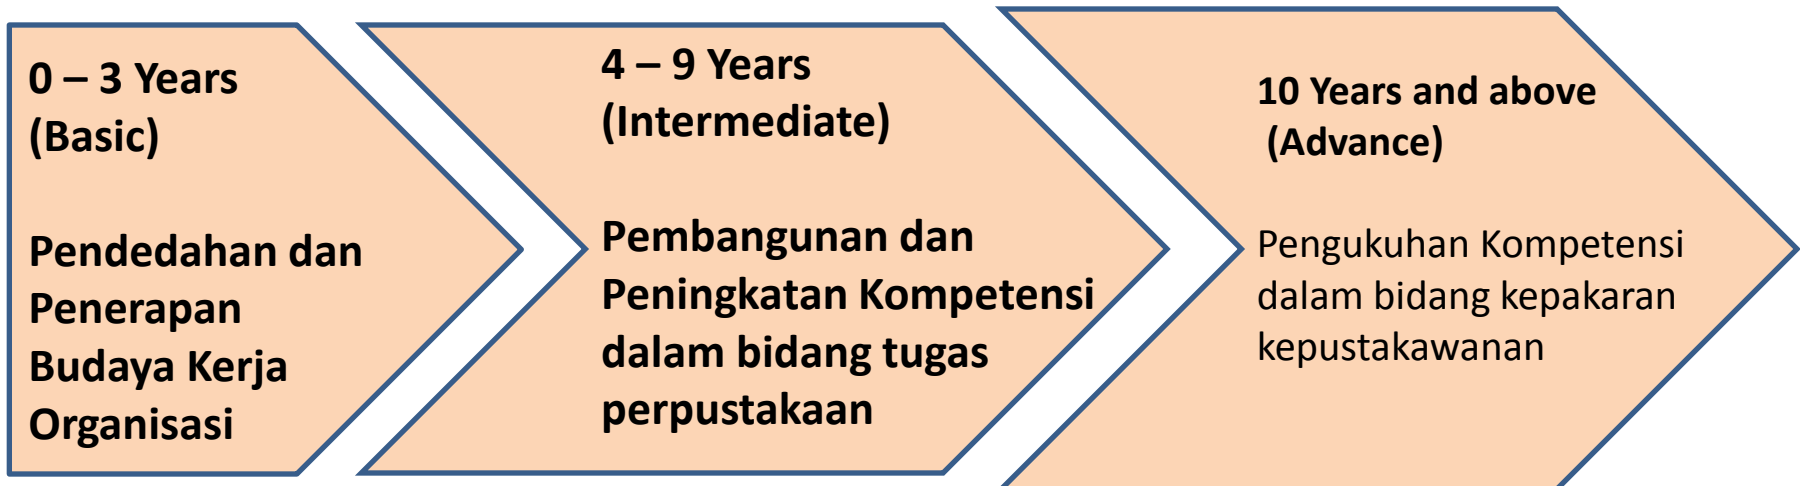 0 – 3 Years
(Basic)
Pendedahan dan
Penerapan
Budaya Kerja
Organisasi
4 – 9 Years
(Intermediate)
Pembangunan dan
Peningkatan Kompetensi
dalam bidang tugas
perpustakaan
10 Years and above
(Advance)
Pengukuhan Kompetensi
dalam bidang kepakaran
kepustakawanan